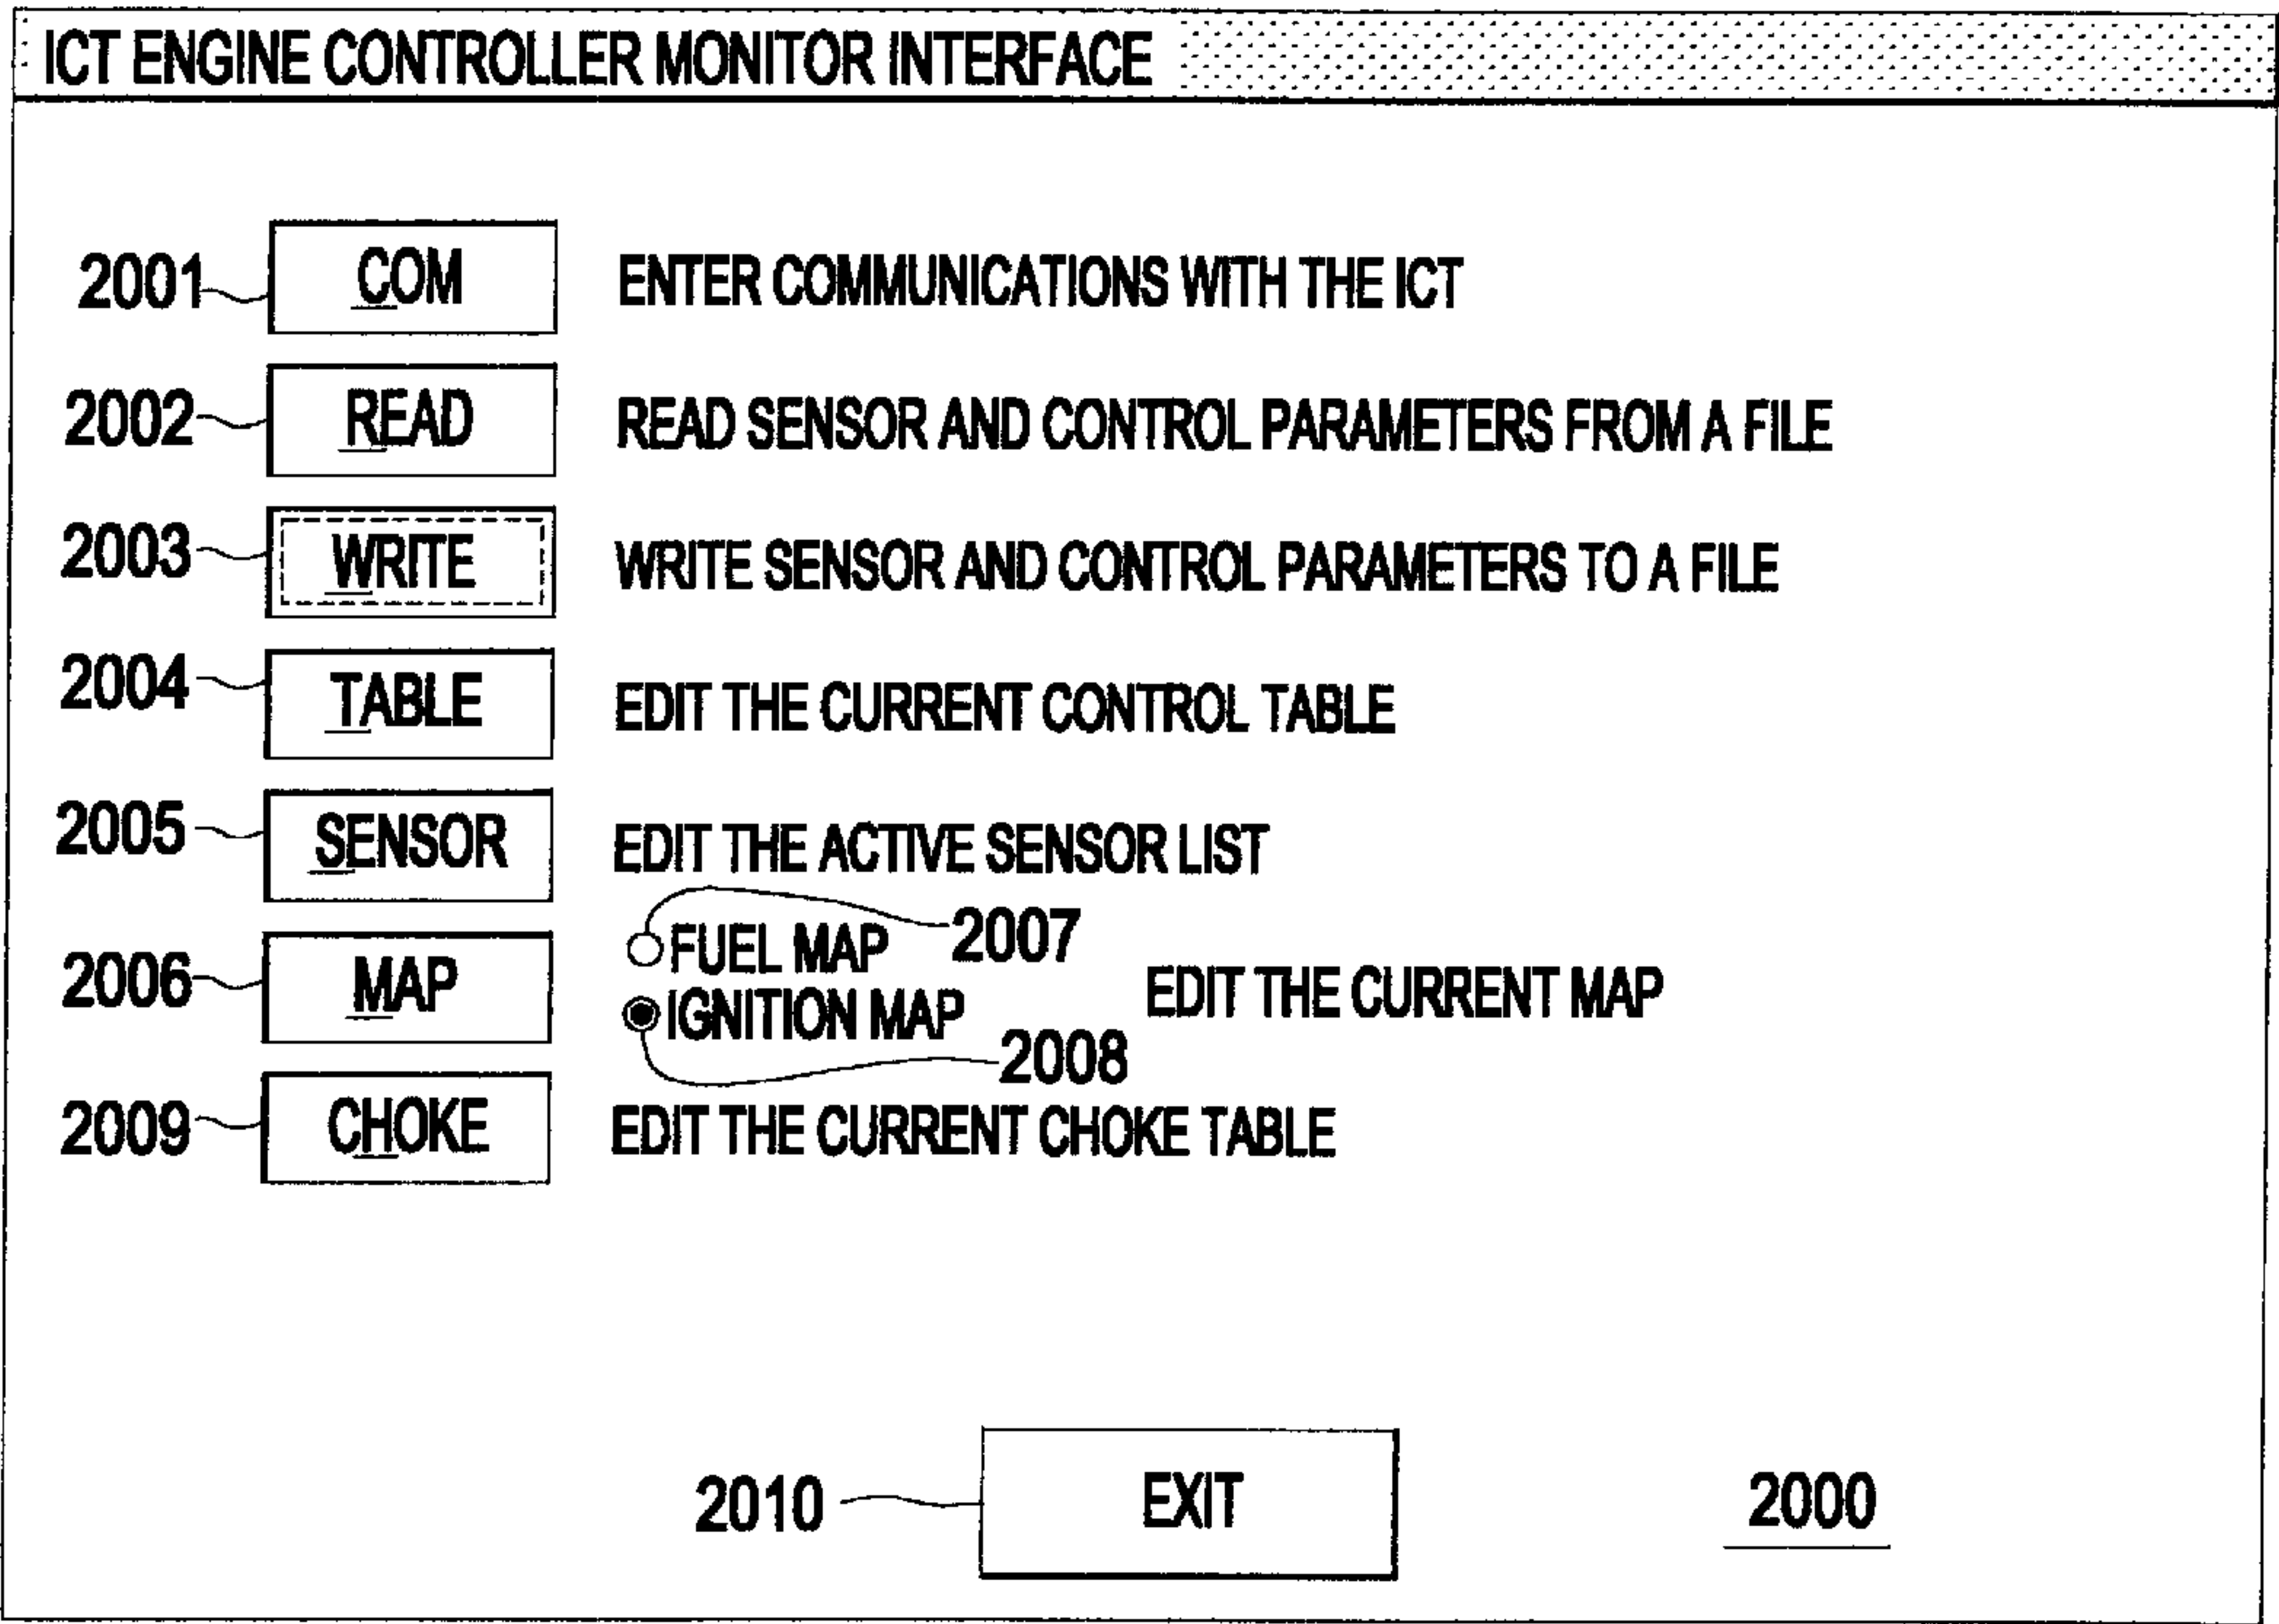 ICT ENGINE CONTROLLER MONITOR INTERFACE
2001 COM ENTER COMMUNICATIONS WITH THE ICT
2002 READ READ SENSOR AND CONTROL PARAMETERS FROM A FILE
2003 WRITE WRITE SENSOR AND CONTROL PARAMETERS TO A FILE
2004 TABLE EDIT THE CURRENT CONTROL TABLE
2005 SENSOR EDIT THE ACTIVE SENSOR LIST
FUEL MAP 2007
2006 MAP EDIT THE CURRENT MAP
IGNITION MAP 2008
2009 CHOKE EDIT THE CURRENT CHOKE TABLE
2010 EXIT 2000